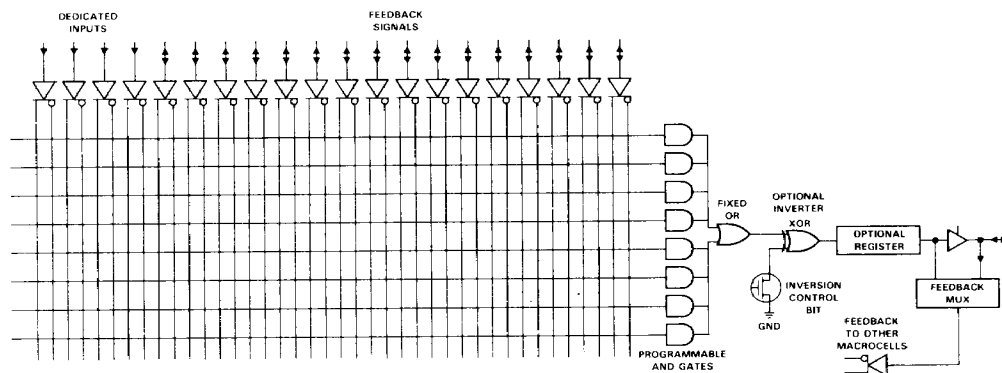 DEDICATED
INPUTS
FEEDBACK
SIGNALS
FIXED
OR
OPTIONAL
INVERTER
XOR
OPTIONAL
REGISTER
INVERSION
CONTROL
BIT
GND
FEEDBACK
MUX
FEEDBACK
TO OTHER
MACROCELLS
PROGRAMMABLE
AND GATES